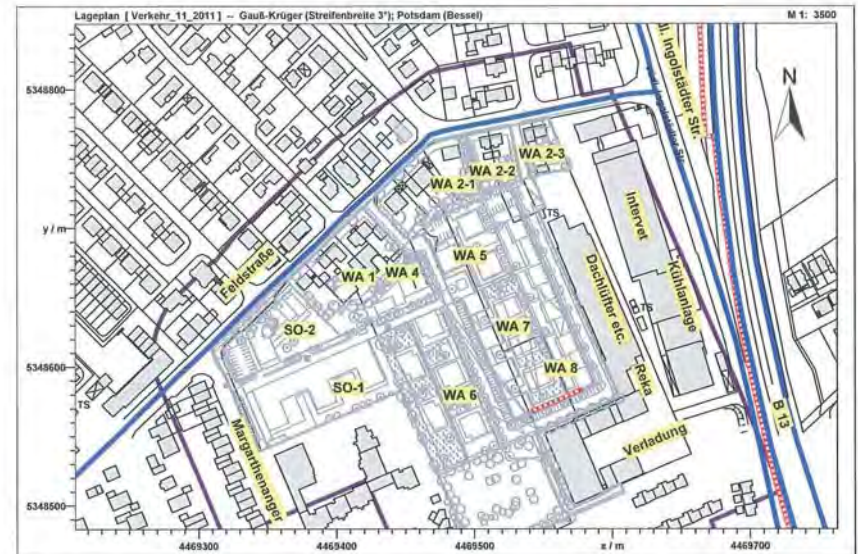 Lageplan [ Verkehr_11_2011 ] -- Gauß-Krüger (Streifenbreite 3°); Potsdam (Bessel)
M 1: 3500
5348800
y / m
5348600
5348500
4469300
4469400
4469500
x / m
4469700
N
dl. Ingolstädter Str.
Feldstraße
WA 2-1
WA 2-2
WA 2-3
WA 1
WA 4
WA 5
SO-2
WA 7
WA 8
SO-1
WA 6
TS
TS
TS
Intervet
Kühlanlage
Dachlüfter etc.
Reka
Verladung
B 13
Margarthenanger